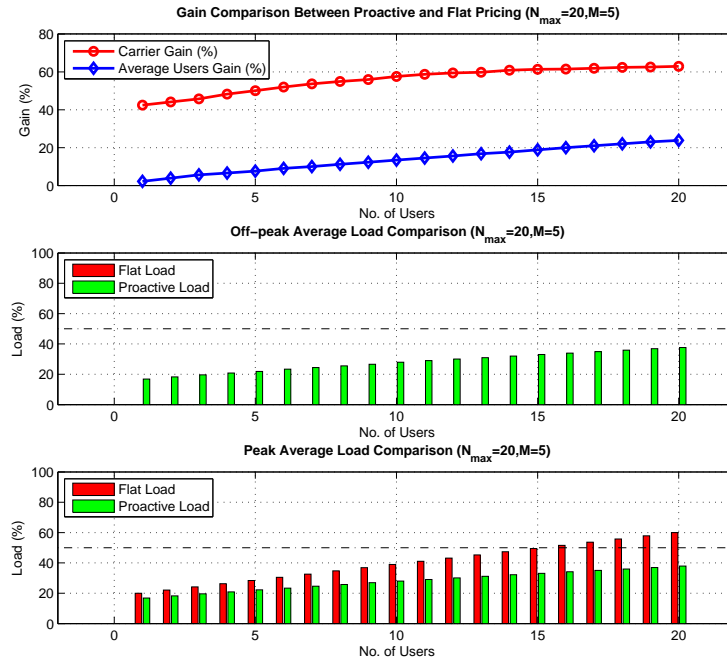 Gain Comparison Between Proactive and Flat Pricing (N_max=20,M=5)
80
60
40
20
0
Gain (%)
Carrier Gain (%)
Average Users Gain (%)
0 5 10 15 20
No. of Users
Off−peak Average Load Comparison (N_max=20,M=5)
100
80
60
40
20
0
Load (%)
Flat Load
Proactive Load
0 5 10 15 20
No. of Users
Peak Average Load Comparison (N_max=20,M=5)
100
80
60
40
20
0
Load (%)
Flat Load
Proactive Load
0 5 10 15 20
No. of Users